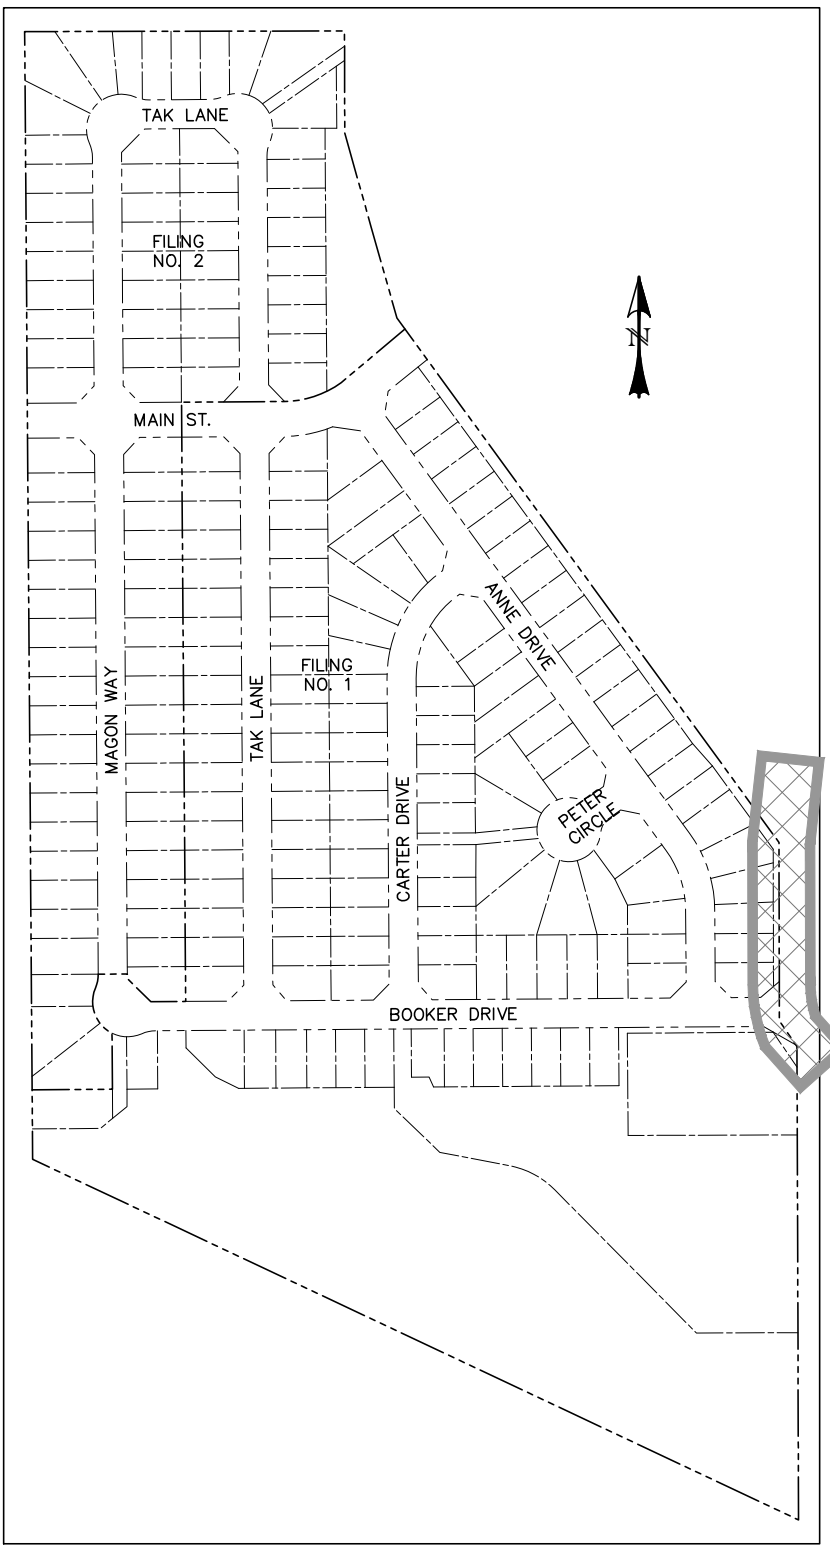 TAK LANE
FILING
NO. 2
N
MAIN ST.
ANNE DRIVE
FILING
NO. 1
MAGON WAY
TAK LANE
CARTER DRIVE
PETER
CIRCLE
BOOKER DRIVE